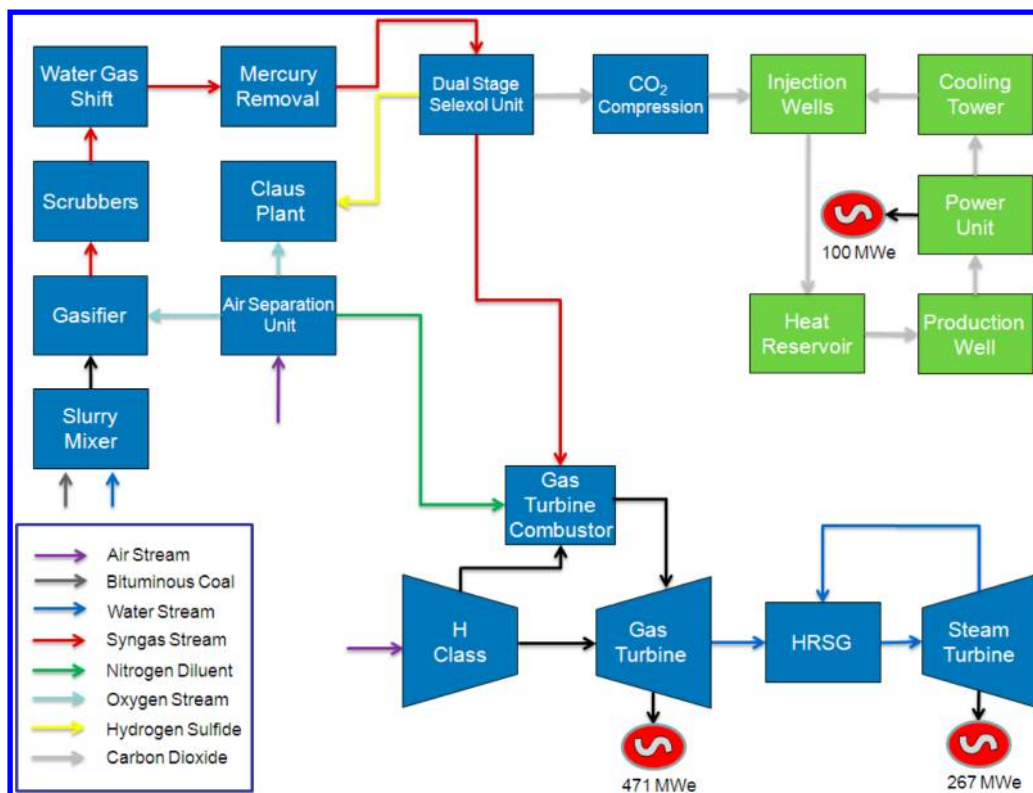 Water Gas
Shift
Mercury
Removal
Dual Stage
Selexol Unit
CO₂
Compression
Injection
Wells
Cooling
Tower
Scrubbers
Claus
Plant
Power
Unit
100 MWe
Gasifier
Air Separation
Unit
Heat
Reservoir
Production
Well
Slurry
Mixer
Gas
Turbine
Combustor
Air Stream
Bituminous Coal
Water Stream
Syngas Stream
Nitrogen Diluent
Oxygen Stream
Hydrogen Sulfide
Carbon Dioxide
H
Class
Gas
Turbine
HRSG
Steam
Turbine
471 MWe
267 MWe